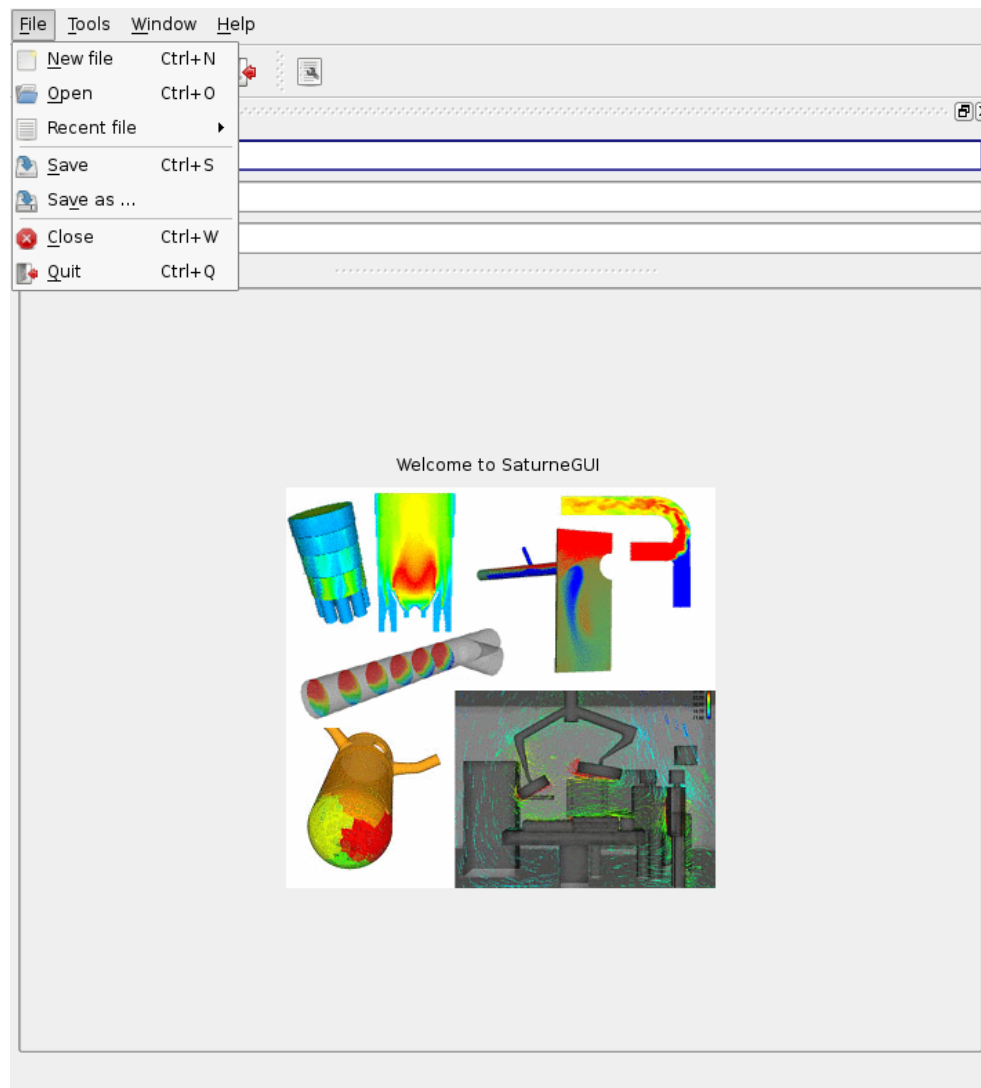 File Tools Window Help
New file Ctrl+N
Open Ctrl+O
Recent file
Save Ctrl+S
Save as ...
Close Ctrl+W
Quit Ctrl+Q
Welcome to SaturneGUI